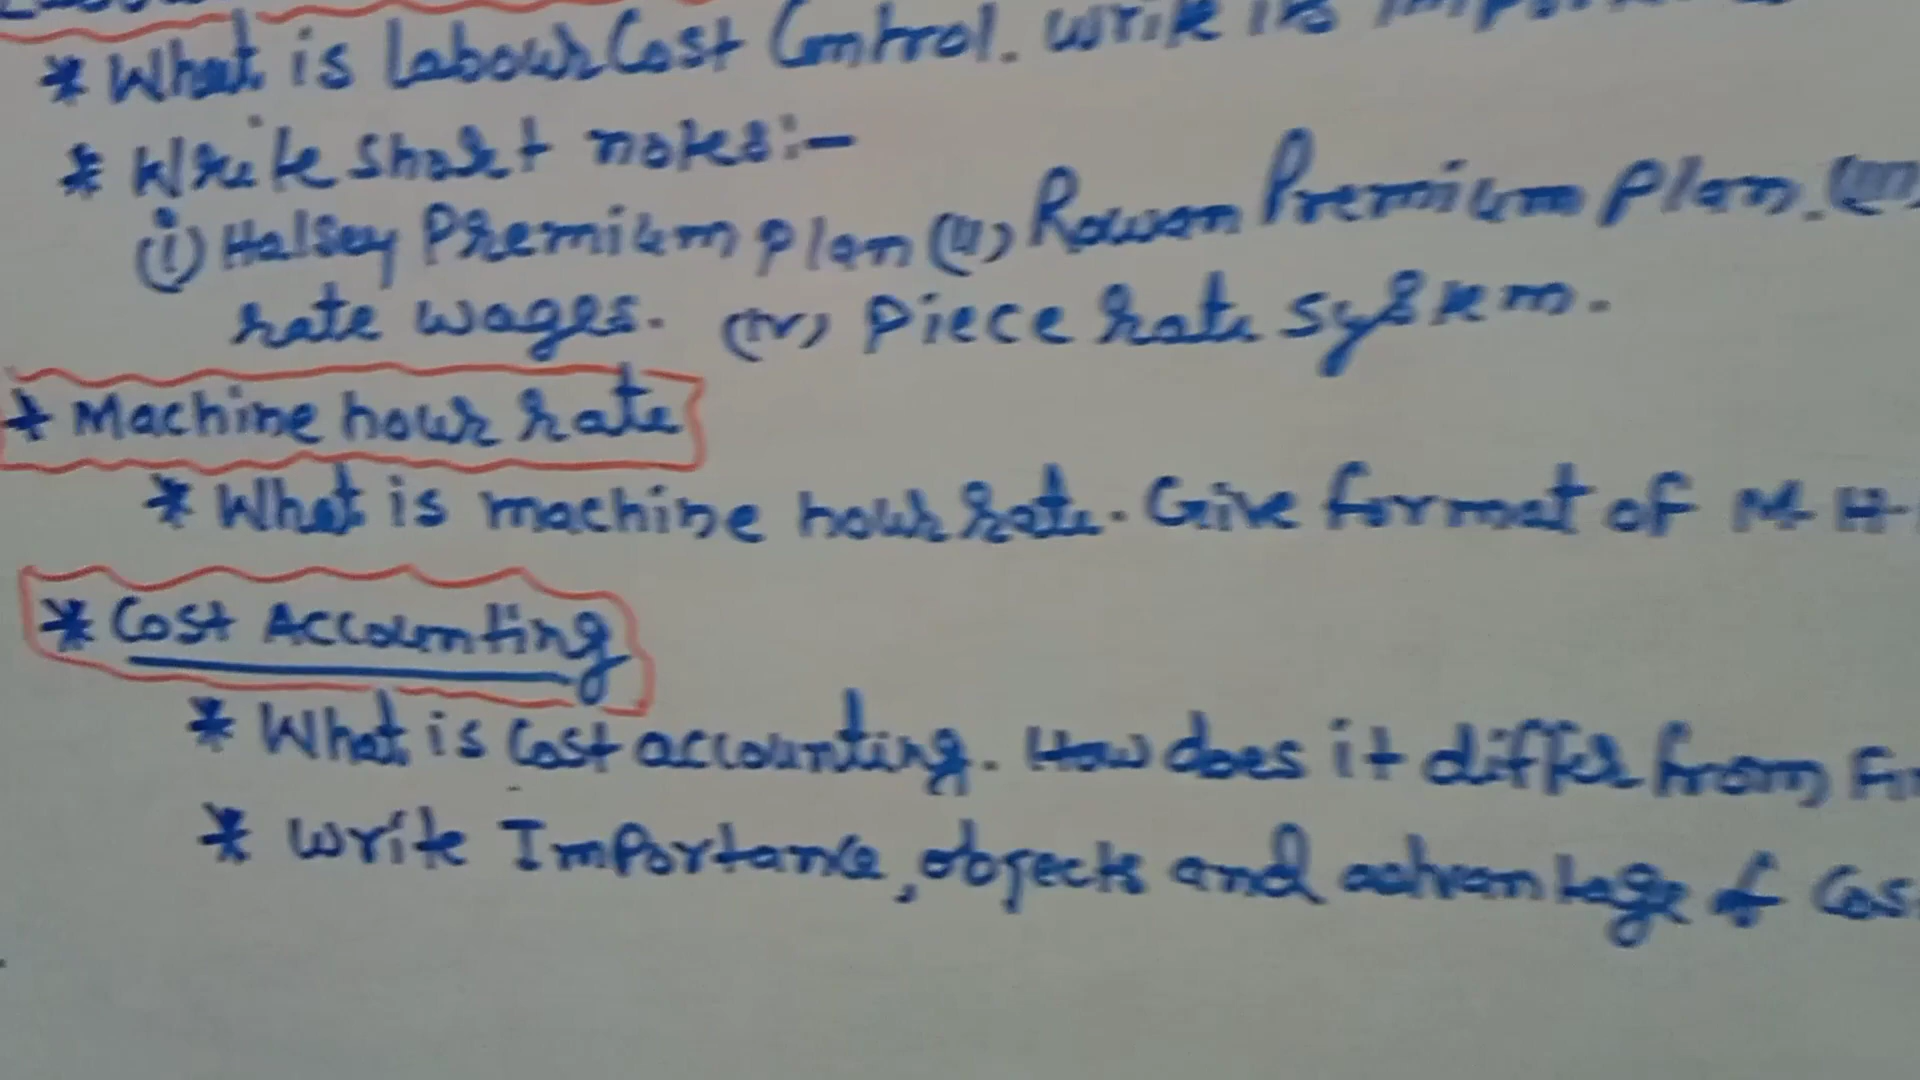 * What is Labour Cost Control. Write its
* Write short notes:-
(i) Halsey Premium plan (ii) Rowan Premium plan. (iii)
rate wages. (iv) Piece rate system.
* Machine hour rate
* What is machine hour rate. Give format of M.H.
* Cost Accounting
* What is Cost accounting. How does it differ from
* Write Importance, objects and advantage of Cos